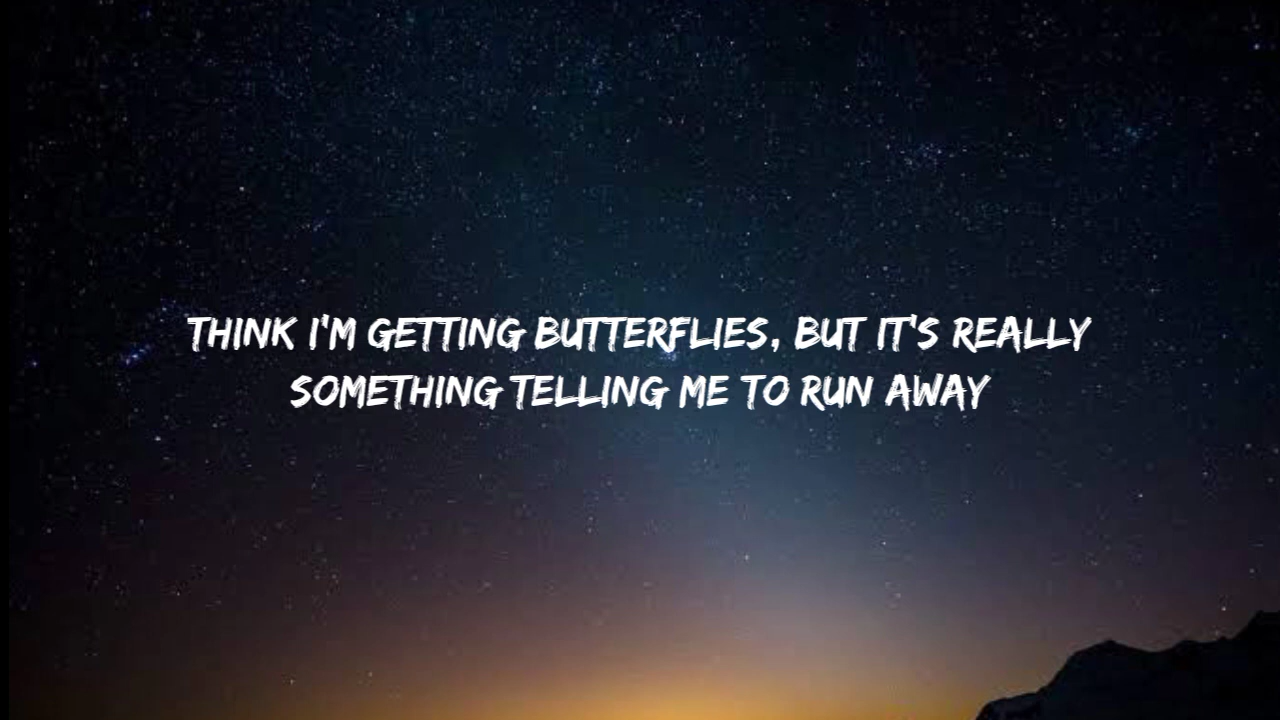 THINK I'M GETTING BUTTERFLIES, BUT IT'S REALLY
SOMETHING TELLING ME TO RUN AWAY